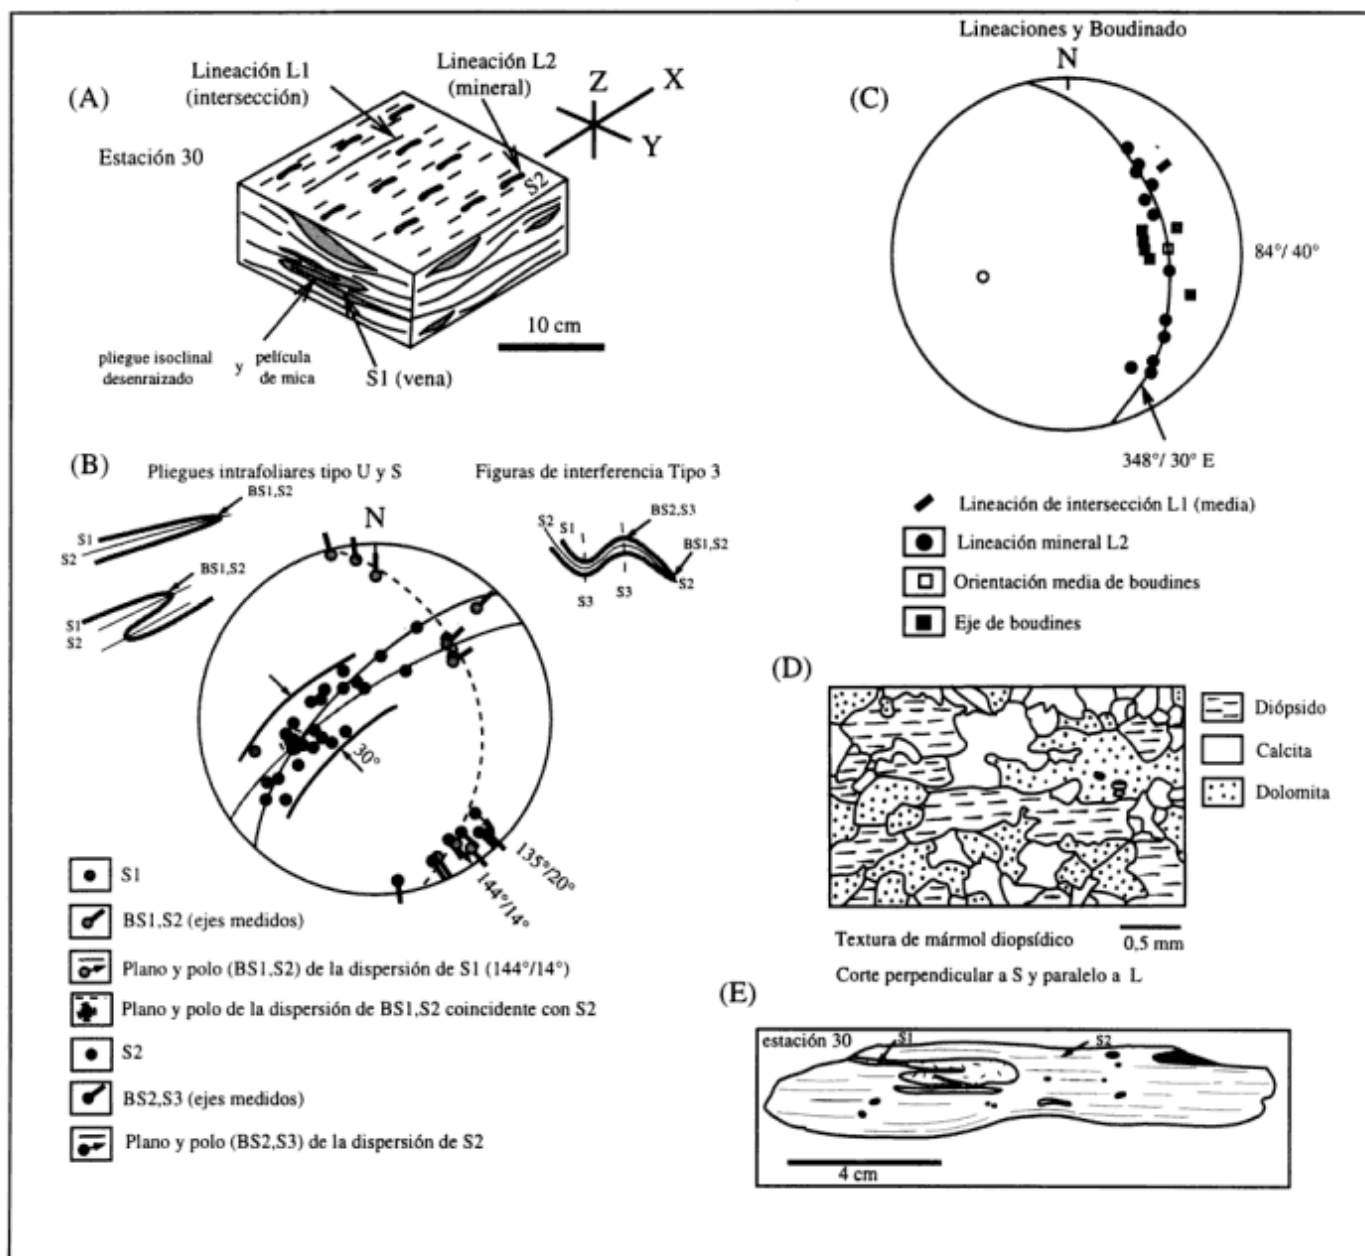 (A)
Lineación L1
(intersección)
Lineación L2
(mineral)
Z
X
Y
Estación 30
S2
10 cm
pliegue isoclinal
desenraizado
y
película
de mica
S1 (vena)
(B)
Pliegues intrafoliares tipo U y S
BS1,S2
S1
S2
BS1,S2
S1
S2
N
30°
135°/20°
144°/14°
Figuras de interferencia Tipo 3
S2
S1
BS2,S3
BS1,S2
S2
S3
S3
S1
BS1,S2 (ejes medidos)
Plano y polo (BS1,S2) de la dispersión de S1 (144°/14°)
Plano y polo de la dispersión de BS1,S2 coincidente con S2
S2
BS2,S3 (ejes medidos)
Plano y polo (BS2,S3) de la dispersión de S2
Lineaciones y Boudinado
(C)
N
84°/ 40°
348°/ 30° E
Lineación de intersección L1 (media)
Lineación mineral L2
Orientación media de boudines
Eje de boudines
(D)
Diópsido
Calcita
Dolomita
Textura de mármol diopsídico
0,5 mm
Corte perpendicular a S y paralelo a L
(E)
estación 30
S1
S2
4 cm